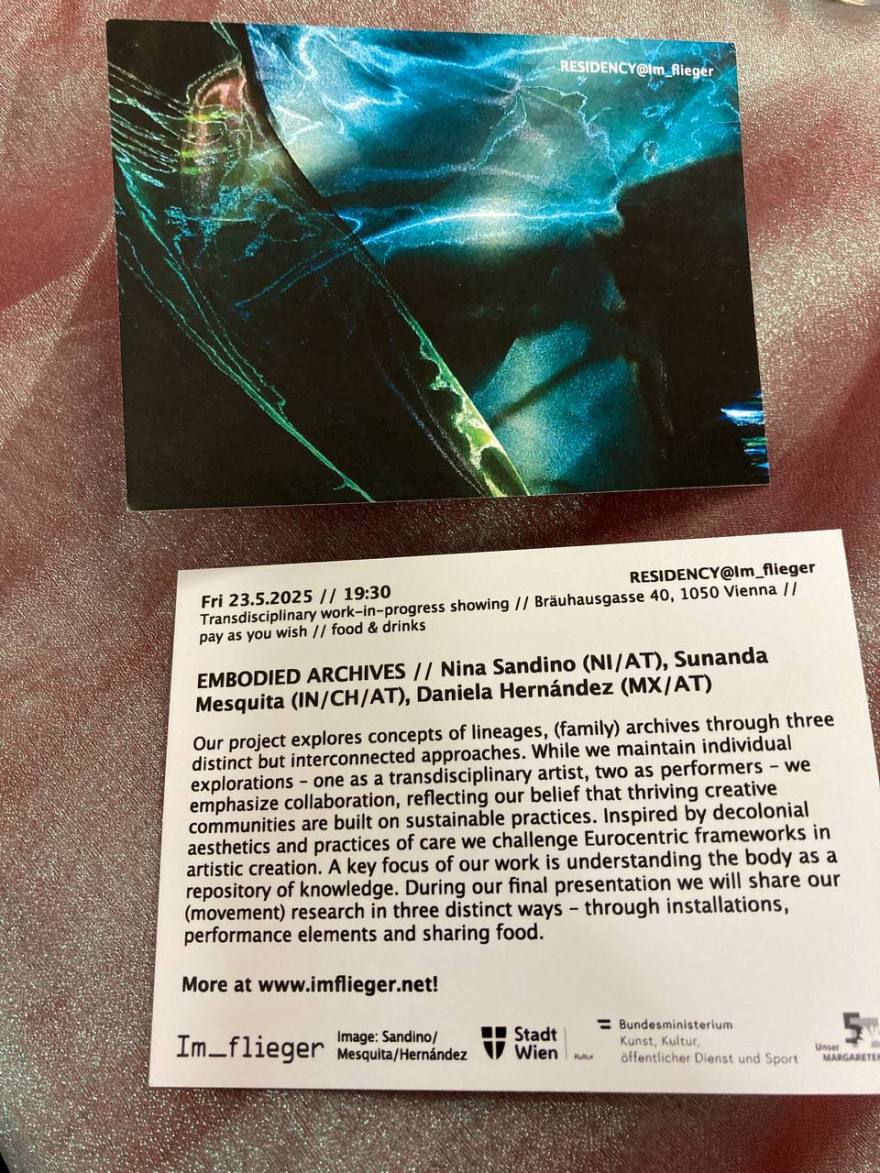 RESIDENCY@Im_flieger
RESIDENCY@Im_flieger
Fri 23.5.2025 // 19:30
Transdisciplinary work-in-progress showing // Bräuhausgasse 40, 1050 Vienna //
pay as you wish // food & drinks
EMBODIED ARCHIVES // Nina Sandino (NI/AT), Sunanda
Mesquita (IN/CH/AT), Daniela Hernández (MX/AT)
Our project explores concepts of lineages, (family) archives through three
distinct but interconnected approaches. While we maintain individual
explorations – one as a transdisciplinary artist, two as performers – we
emphasize collaboration, reflecting our belief that thriving creative
communities are built on sustainable practices. Inspired by decolonial
aesthetics and practices of care we challenge Eurocentric frameworks in
artistic creation. A key focus of our work is understanding the body as a
repository of knowledge. During our final presentation we will share our
(movement) research in three distinct ways – through installations,
performance elements and sharing food.
More at www.imflieger.net!
Im_flieger
Image: Sandino/
Mesquita/Hernández
Stadt
Wien
Kultur
Bundesministerium
Kunst, Kultur,
öffentlicher Dienst und Sport
5
Unser
MARGARETEN